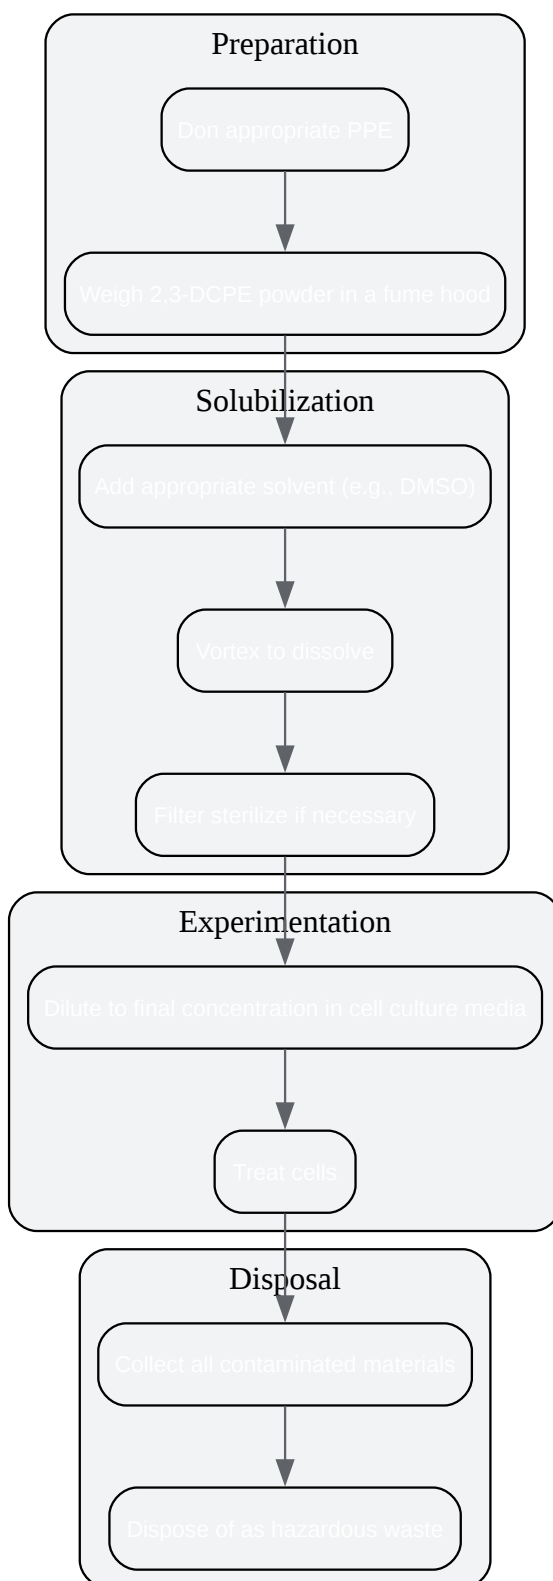 Preparation
Don appropriate PPE
Weigh 2,3-DCPE powder in a fume hood
Solubilization
Add appropriate solvent (e.g., DMSO)
Vortex to dissolve
Filter sterilize if necessary
Experimentation
Dilute to final concentration in cell culture media
Treat cells
Disposal
Collect all contaminated materials
Dispose of as hazardous waste